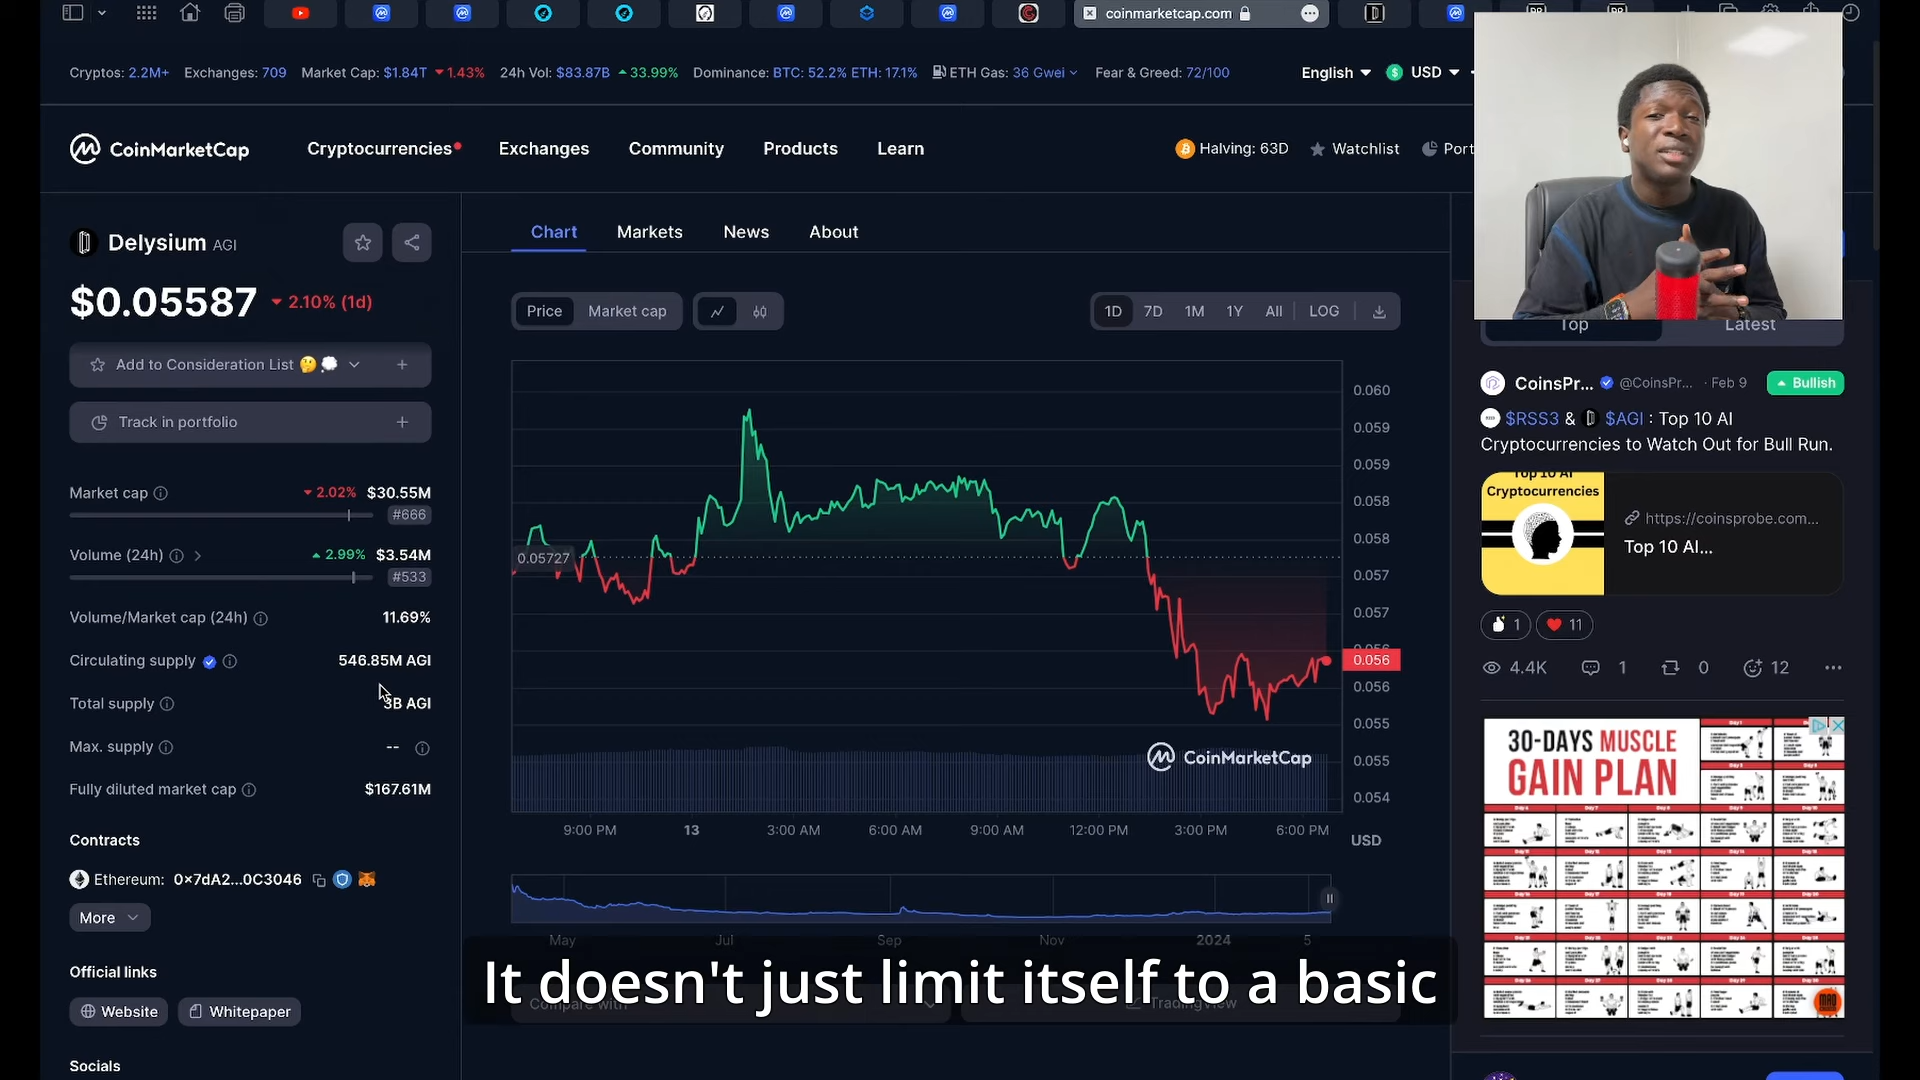 coinmarketcap.com
Cryptos: 2.2M+ Exchanges: 709 Market Cap: $1.84T 1.43% 24h Vol: $83.87B 33.99% Dominance: BTC: 52.2% ETH: 17.1% ETH Gas: 36 Gwei Fear & Greed: 72/100
English USD
CoinMarketCap Cryptocurrencies Exchanges Community Products Learn
Halving: 63D Watchlist Port
Delysium AGI
$0.05587 2.10% (1d)
Add to Consideration List 🤔💭 +
Track in portfolio +
Market cap 2.02% $30.55M
#666
Volume (24h) 2.99% $3.54M
#533
Volume/Market cap (24h) 11.69%
Circulating supply 546.85M AGI
Total supply 3B AGI
Max. supply --
Fully diluted market cap $167.61M
Contracts
Ethereum: 0x7dA2...0C3046
More
Official links
Website Whitepaper
Socials
Chart Markets News About
Price Market cap
1D 7D 1M 1Y All LOG
0.060
0.059
0.059
0.058
0.058
0.057
0.057
0.056
0.056
0.055
0.055
0.054
0.05727
CoinMarketCap
9:00 PM 13 3:00 AM 6:00 AM 9:00 AM 12:00 PM 3:00 PM 6:00 PM
USD
May Jul Sep Nov 2024 5
Compare with TradingView
It doesn't just limit itself to a basic
Top Latest
CoinsPr... @CoinsPr... · Feb 9 Bullish
$RSS3 & $AGI : Top 10 AI
Cryptocurrencies to Watch Out for Bull Run.
Top 10 AI
Cryptocurrencies
https://coinsprobe.com...
Top 10 AI...
1 11
4.4K 1 0 12
30-DAYS MUSCLE
GAIN PLAN